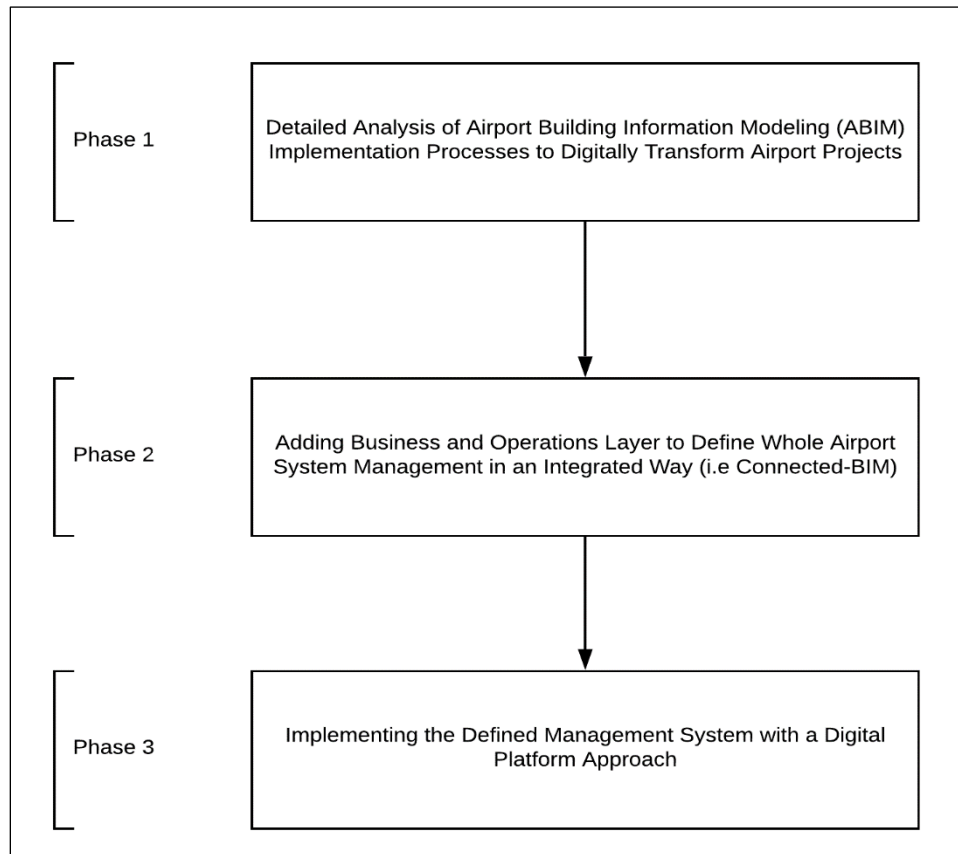 Phase 1
Detailed Analysis of Airport Building Information Modeling (ABIM)
Implementation Processes to Digitally Transform Airport Projects
Phase 2
Adding Business and Operations Layer to Define Whole Airport
System Management in an Integrated Way (i.e Connected-BIM)
Phase 3
Implementing the Defined Management System with a Digital
Platform Approach